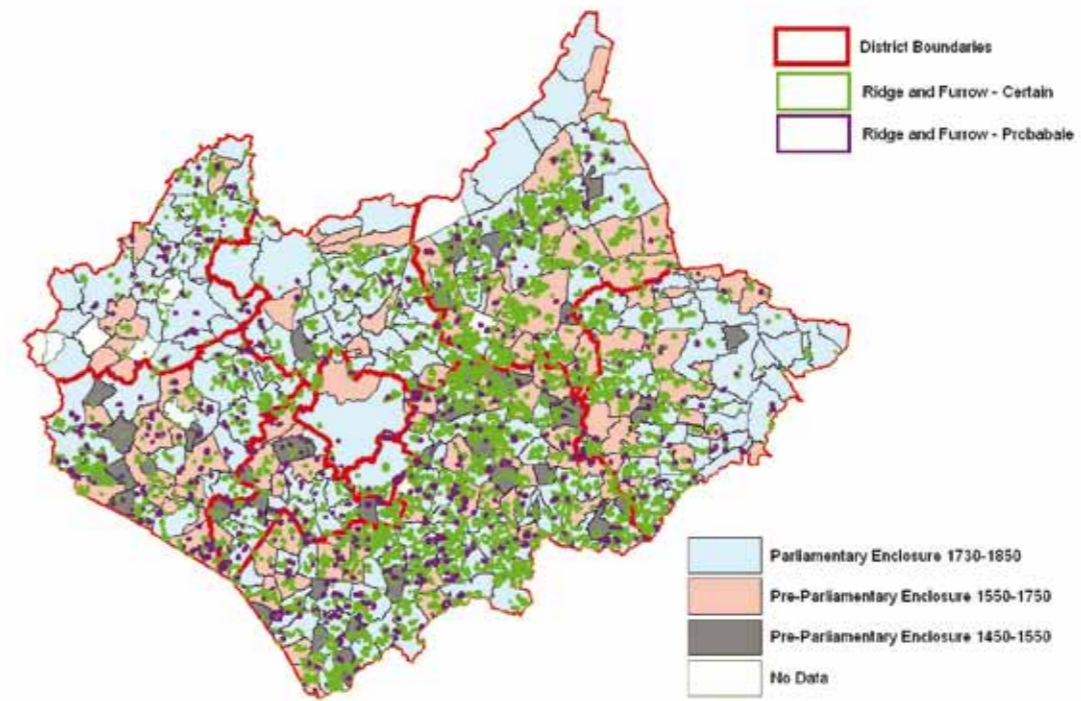 District Boundaries
Ridge and Furrow - Certain
Ridge and Furrow - Probabale
Parliamentary Enclosure 1730-1850
Pre-Parliamentary Enclosure 1550-1750
Pre-Parliamentary Enclosure 1450-1550
No Data